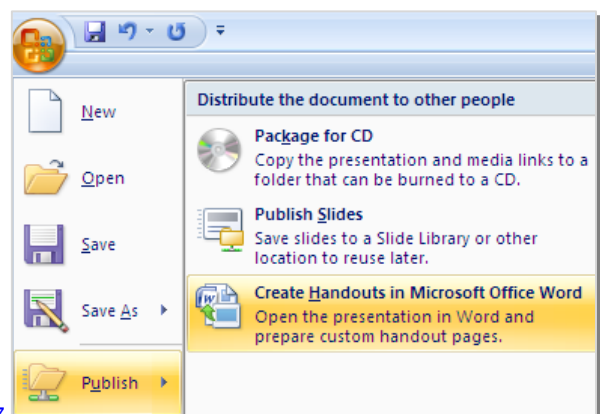 New
Open
Save
Save As
Publish
Distribute the document to other people
Package for CD
Copy the presentation and media links to a
folder that can be burned to a CD.
Publish Slides
Save slides to a Slide Library or other
location to reuse later.
Create Handouts in Microsoft Office Word
Open the presentation in Word and
prepare custom handout pages.